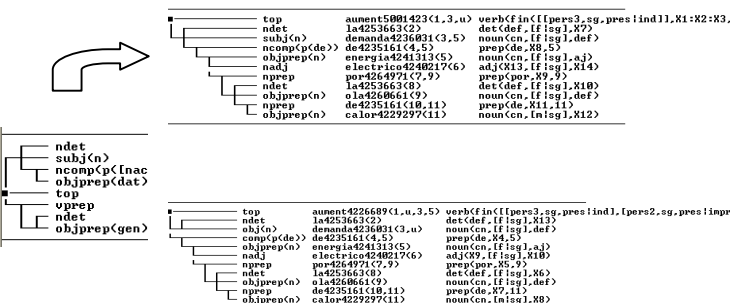 top aument5001423(1,3,u) verb(fin([[pers3,sg,pres¦ind]],X1:X2:X3,
ndet la4253663(2) det(def,[f¦sg],X7)
subj(n) demanda4236031(3,5) noun(cn,[f¦sg],def)
ncomp(p(de)) de4235161(4,5) prep(de,X8,5)
objprep(n) energia4241313(5) noun(cn,[f¦sg],aj)
nadj electrico4240217(6) adj(X13,[f¦sg],X14)
nprep por4264971(7,9) prep(por,X9,9)
ndet la4253663(8) det(def,[f¦sg],X10)
objprep(n) ola4260661(9) noun(cn,[f¦sg],def)
nprep de4235161(10,11) prep(de,X11,11)
objprep(n) calor4229297(11) noun(cn,[m¦sg],X12)
ndet
subj(n)
ncomp(p([nac
objprep(dat)
top
vprep
ndet
objprep(gen)
top aument4226689(1,u,3,5) verb(fin([[pers3,sg,pres¦ind],[pers2,sg,pres¦impr
ndet la4253663(2) det(def,[f¦sg],X13)
obj(n) demanda4236031(3,u) noun(cn,[f¦sg],def)
comp(p(de)) de4235161(4,5) prep(de,X4,5)
objprep(n) energia4241313(5) noun(cn,[f¦sg],aj)
nadj electrico4240217(6) adj(X9,[f¦sg],X10)
nprep por4264971(7,9) prep(por,X5,9)
ndet la4253663(8) det(def,[f¦sg],X6)
objprep(n) ola4260661(9) noun(cn,[f¦sg],def)
nprep de4235161(10,11) prep(de,X7,11)
objprep(n) calor4229297(11) noun(cn,[m¦sg],X8)